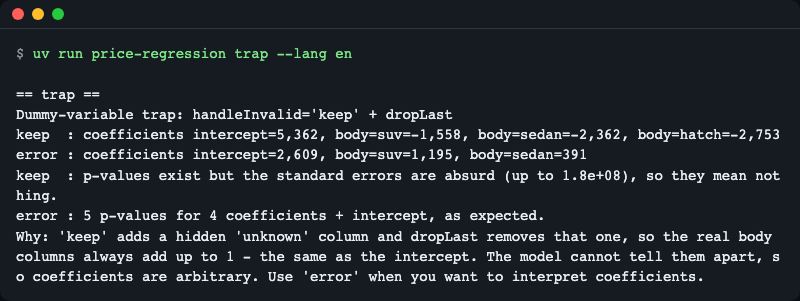 $ uv run price-regression trap --lang en
== trap ==
Dummy-variable trap: handleInvalid='keep' + dropLast
keep  : coefficients intercept=5,362, body=suv=-1,558, body=sedan=-2,362, body=hatch=-2,753
error : coefficients intercept=2,609, body=suv=1,195, body=sedan=391
keep  : p-values exist but the standard errors are absurd (up to 1.8e+08), so they mean not
hing.
error : 5 p-values for 4 coefficients + intercept, as expected.
Why: 'keep' adds a hidden 'unknown' column and dropLast removes that one, so the real body
columns always add up to 1 - the same as the intercept. The model cannot tell them apart, s
o coefficients are arbitrary. Use 'error' when you want to interpret coefficients.